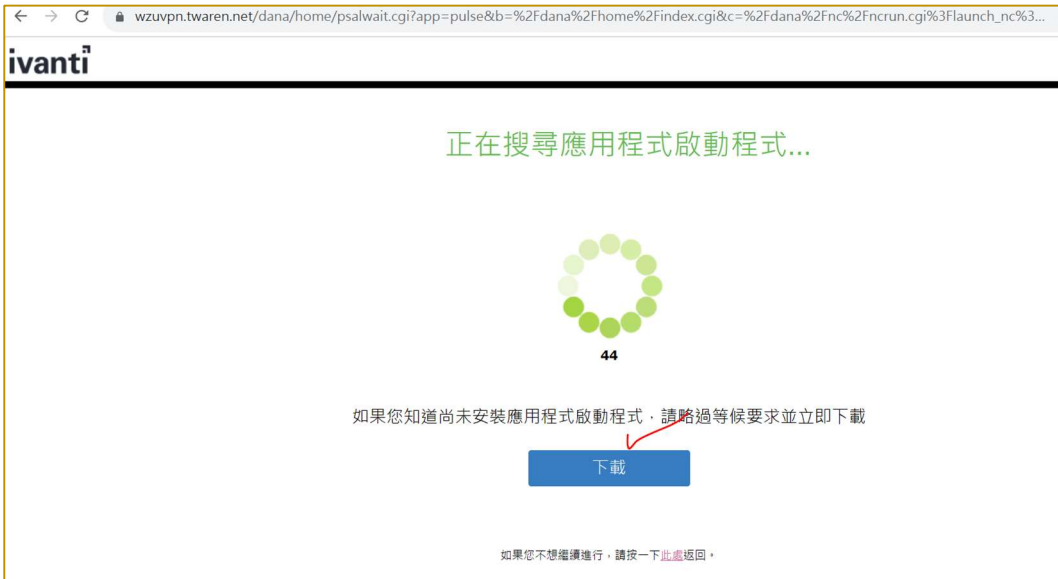 wzuvpn.twaren.net/dana/home/psalwait.cgi?app=pulse&b=%2Fdana%2Fhome%2Findex.cgi&c=%2Fdana%2Fnc%2Fncrun.cgi%3Flaunch_nc%3...
ivanti
正在搜尋應用程式啟動程式...
44
如果您知道尚未安裝應用程式啟動程式，請略過等候要求並立即下載
下載
如果您不想繼續進行，請按一下此處返回。